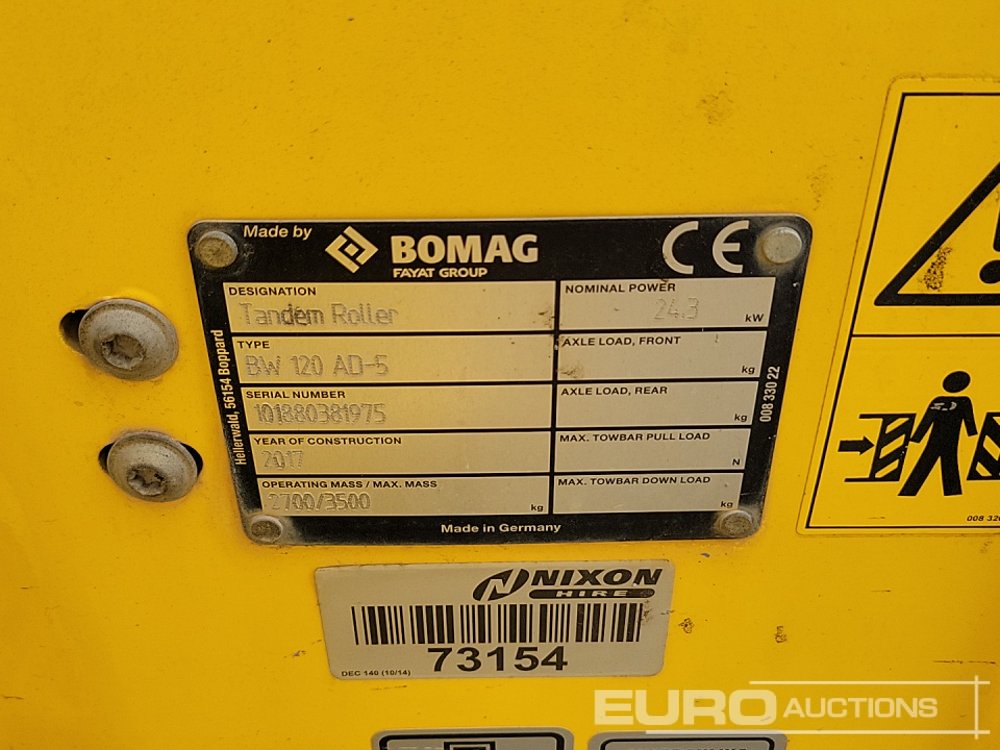 Made by BOMAG
FAYAT GROUP
CE
DESIGNATION
Tandem Roller
NOMINAL POWER
24.3 kW
TYPE
BW 120 AD-5
AXLE LOAD, FRONT
kg
SERIAL NUMBER
101880381975
AXLE LOAD, REAR
kg
YEAR OF CONSTRUCTION
2017
MAX. TOWBAR PULL LOAD
N
OPERATING MASS / MAX. MASS
2700/3500 kg
MAX. TOWBAR DOWN LOAD
kg
Made in Germany
Hellerwald, 56154 Boppard
008 330 22
008 326
NIXON
HIRE
73154
DEC 140 (10/14)
EURO AUCTIONS